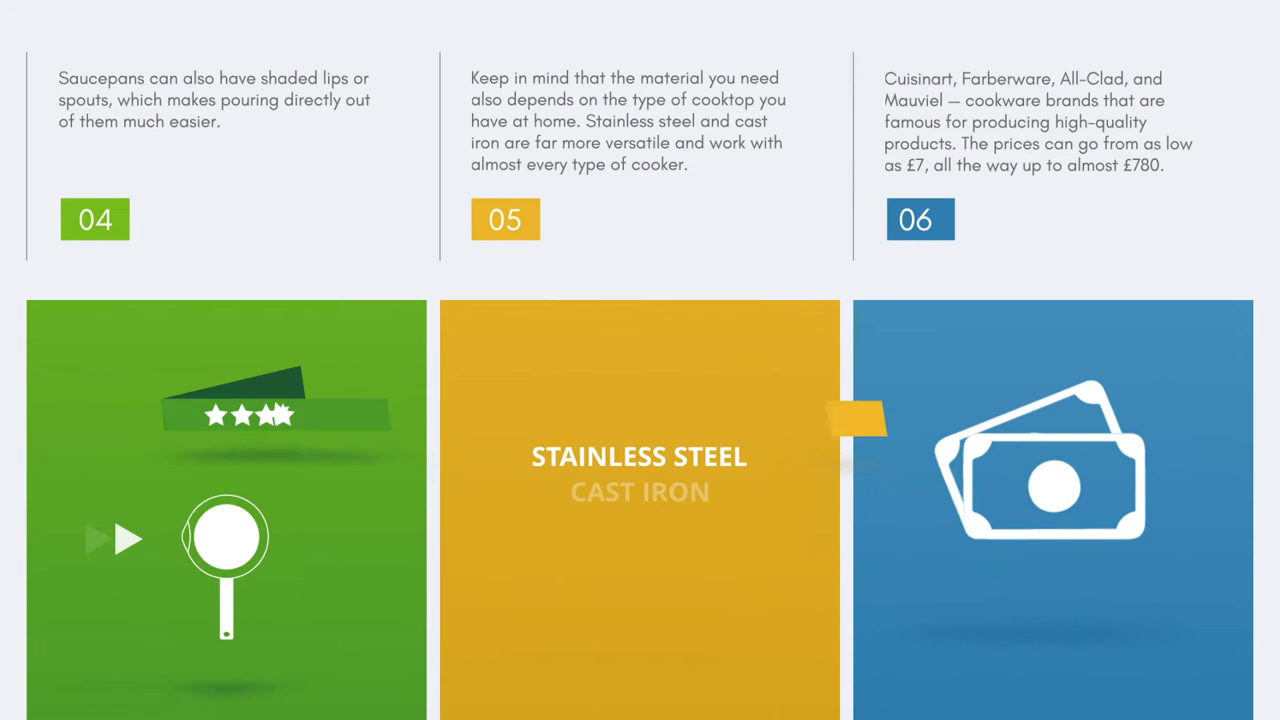 Saucepans can also have shaded lips or
spouts, which makes pouring directly out
of them much easier.
04
Keep in mind that the material you need
also depends on the type of cooktop you
have at home. Stainless steel and cast
iron are far more versatile and work with
almost every type of cooker.
05
Cuisinart, Farberware, All-Clad, and
Mauviel — cookware brands that are
famous for producing high-quality
products. The prices can go from as low
as £7, all the way up to almost £780.
06
STAINLESS STEEL
CAST IRON